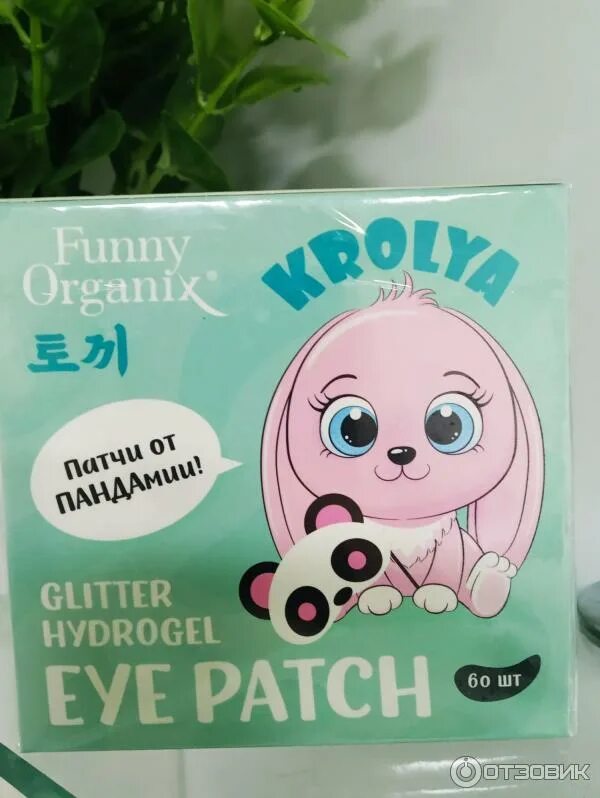 Funny
Organix
KROLYA
토끼
Патчи от
ПАНДАмии!
GLITTER
HYDROGEL
EYE PATCH
60 шт
ОТЗОВИК